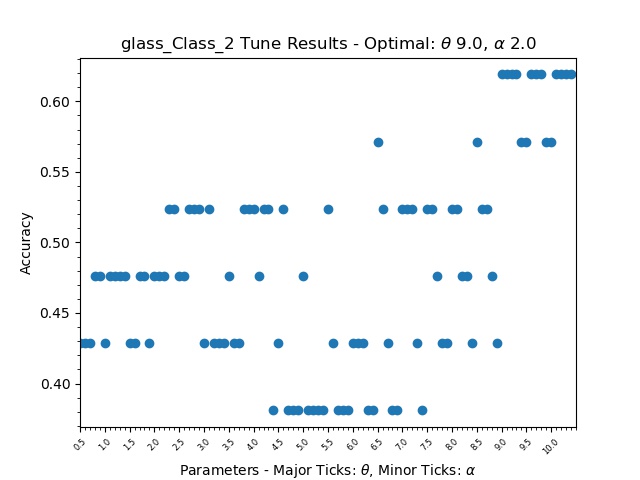 glass_Class_2 Tune Results - Optimal: θ 9.0, α 2.0
0.60
0.55
0.50
0.45
0.40
Accuracy
0.5 1.0 1.5 2.0 2.5 3.0 3.5 4.0 4.5 5.0 5.5 6.0 6.5 7.0 7.5 8.0 8.5 9.0 9.5 10.0
Parameters - Major Ticks: θ, Minor Ticks: α